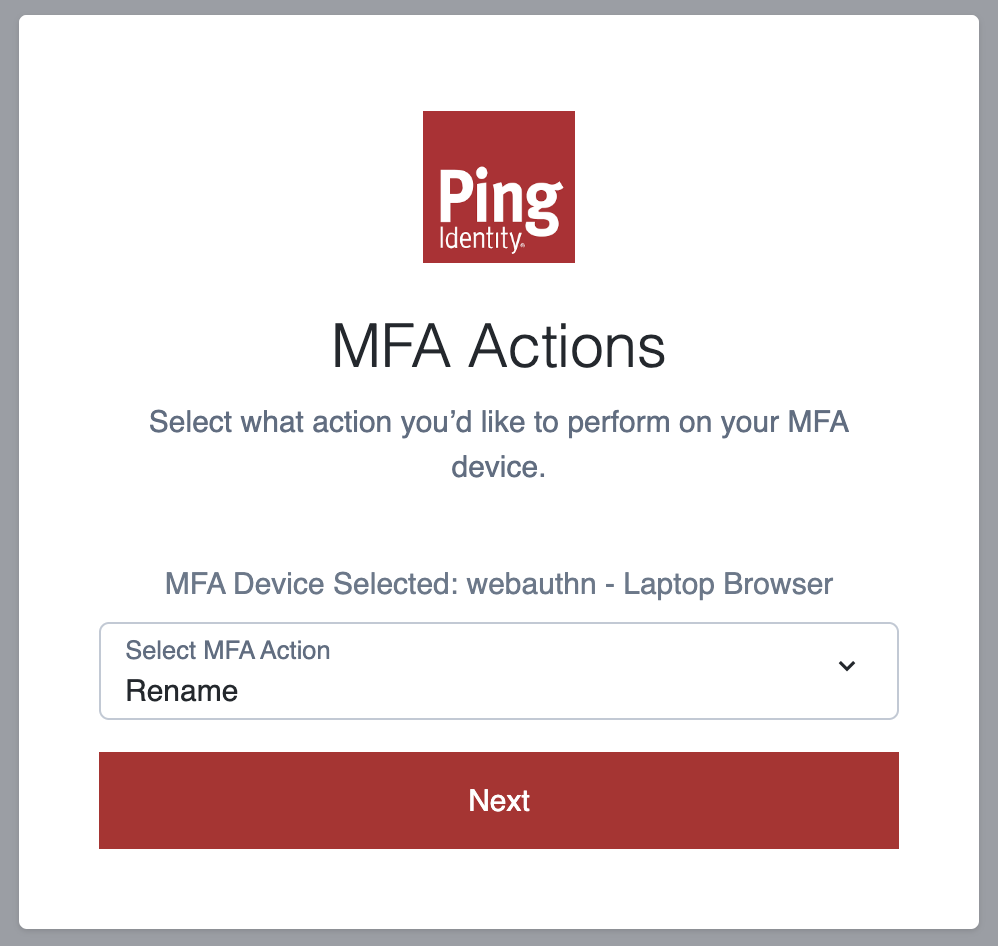 Ping
Identity®
MFA Actions
Select what action you’d like to perform on your MFA
device.
MFA Device Selected: webauthn - Laptop Browser
Select MFA Action
Rename
Next